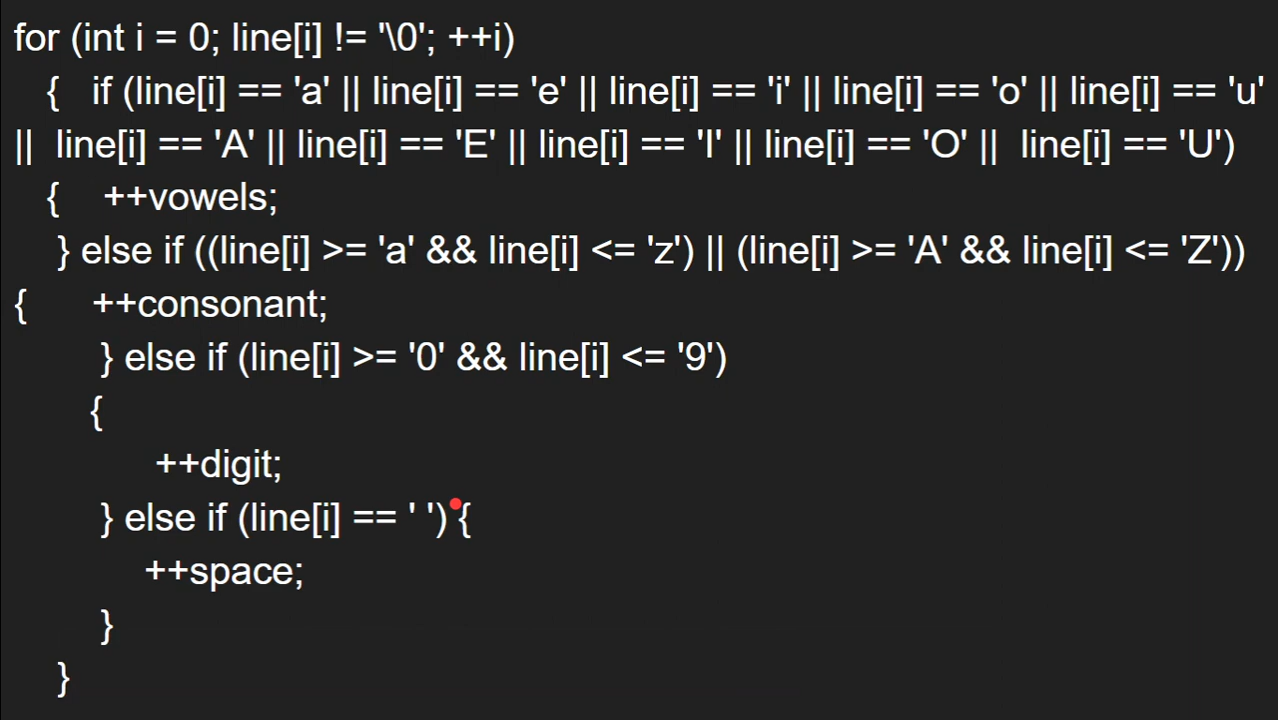 for (int i = 0; line[i] != '\0'; ++i)
{ if (line[i] == 'a' || line[i] == 'e' || line[i] == 'i' || line[i] == 'o' || line[i] == 'u'
|| line[i] == 'A' || line[i] == 'E' || line[i] == 'I' || line[i] == 'O' || line[i] == 'U')
{ ++vowels;
} else if ((line[i] >= 'a' && line[i] <= 'z') || (line[i] >= 'A' && line[i] <= 'Z'))
{ ++consonant;
} else if (line[i] >= '0' && line[i] <= '9')
{
++digit;
} else if (line[i] == ' ') {
++space;
}
}